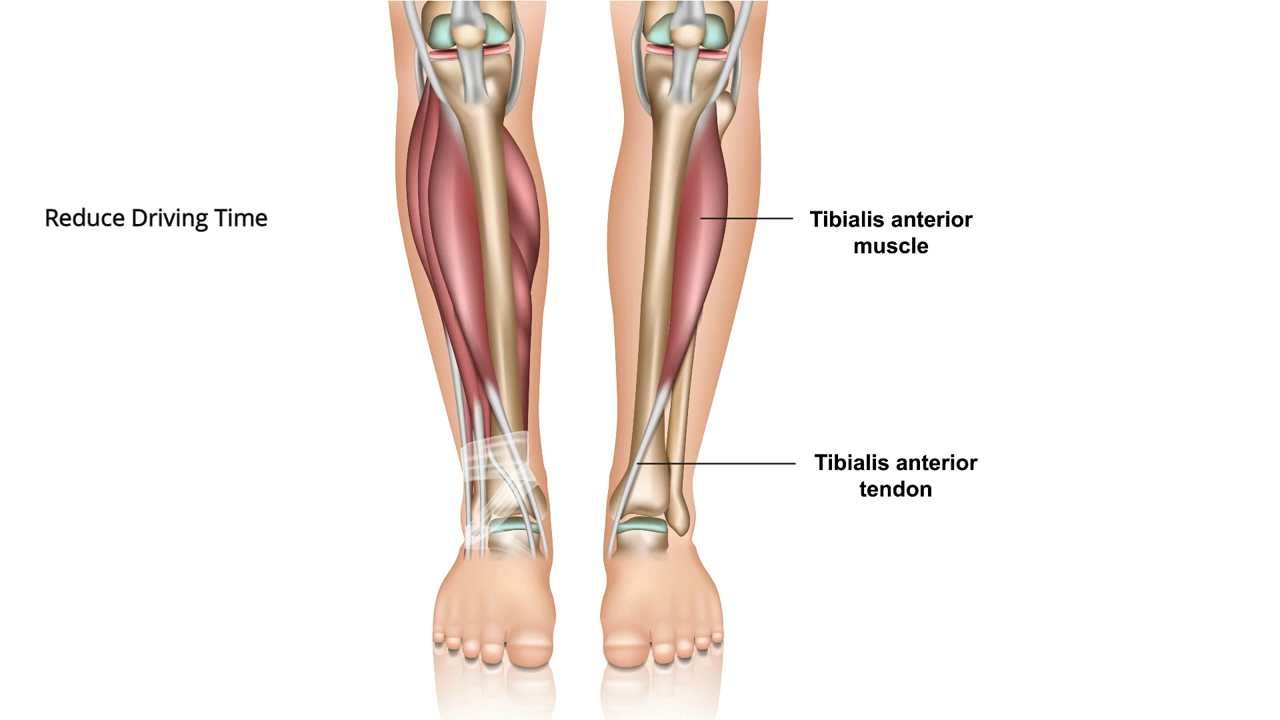 Reduce Driving Time
Tibialis anterior
muscle
Tibialis anterior
tendon